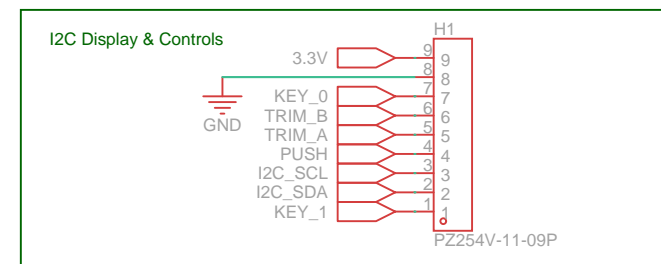 I2C Display & Controls
H1
3.3V 9 9
8 8
GND
KEY_0 7 7
TRIM_B 6 6
TRIM_A 5 5
PUSH 4 4
I2C_SCL 3 3
I2C_SDA 2 2
KEY_1 1 1
PZ254V-11-09P